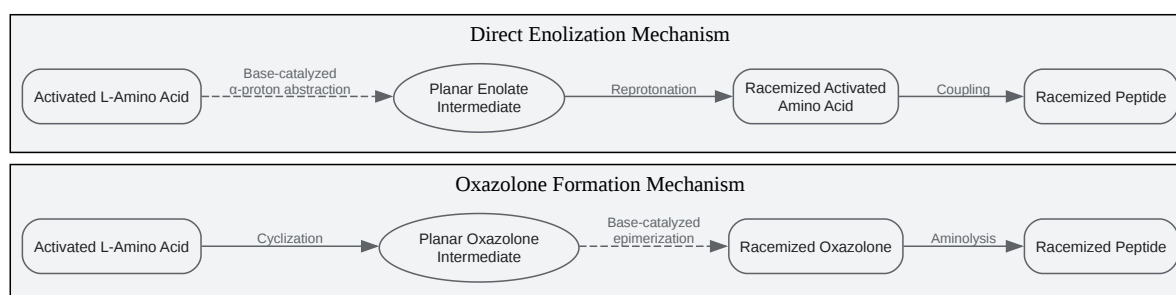 Direct Enolization Mechanism
Activated L-Amino Acid
Base-catalyzed
α-proton abstraction
Planar Enolate
Intermediate
Reprotonation
Racemized Activated
Amino Acid
Coupling
Racemized Peptide
Oxazolone Formation Mechanism
Activated L-Amino Acid
Cyclization
Planar Oxazolone
Intermediate
Base-catalyzed
epimerization
Racemized Oxazolone
Aminolysis
Racemized Peptide